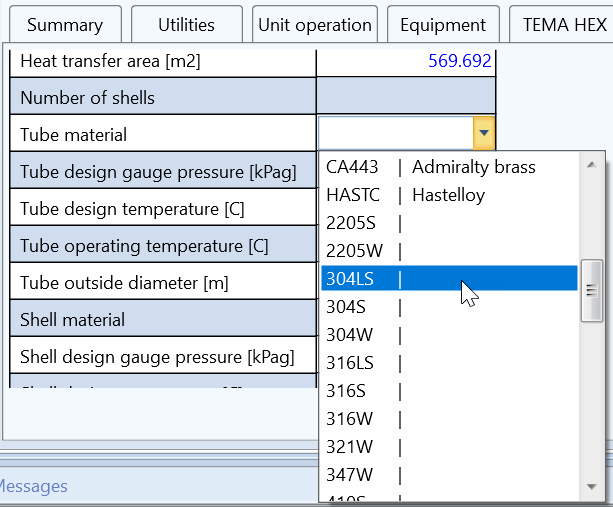 Summary Utilities Unit operation Equipment TEMA HEX
Heat transfer area [m2] 569.692
Number of shells
Tube material
Tube design gauge pressure [kPag]
Tube design temperature [C]
Tube operating temperature [C]
Tube outside diameter [m]
Shell material
Shell design gauge pressure [kPag]
CA443 | Admiralty brass
HASTC | Hastelloy
2205S |
2205W |
304LS |
304S |
304W |
316LS |
316S |
316W |
321W |
347W |
Messages